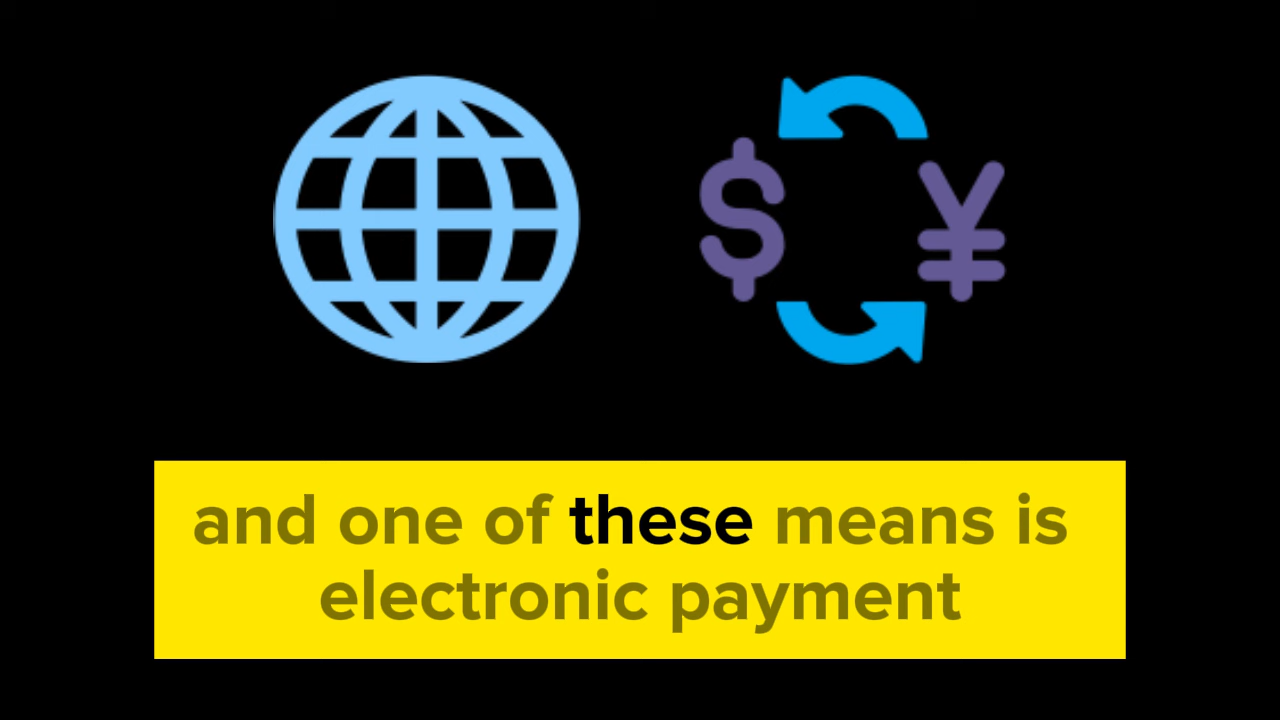 $ ¥
and one of these means is
electronic payment